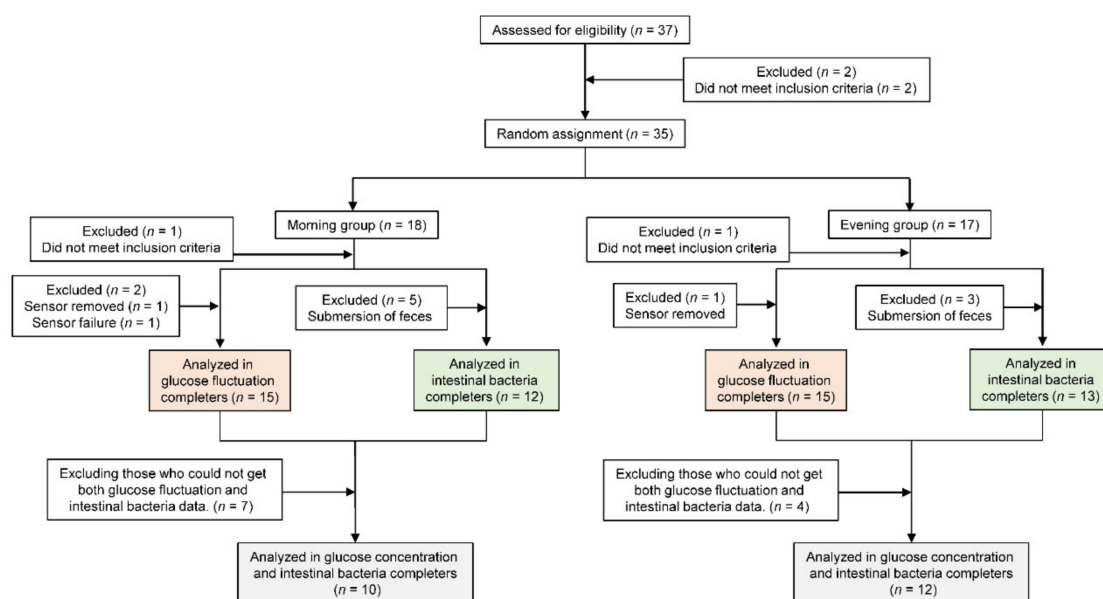 Assessed for eligibility (n = 37)
Excluded (n = 2)
Did not meet inclusion criteria (n = 2)
Random assignment (n = 35)
Morning group (n = 18)
Evening group (n = 17)
Excluded (n = 1)
Did not meet inclusion criteria
Excluded (n = 1)
Did not meet inclusion criteria
Excluded (n = 2)
Sensor removed (n = 1)
Sensor failure (n = 1)
Excluded (n = 5)
Submersion of feces
Excluded (n = 1)
Sensor removed
Excluded (n = 3)
Submersion of feces
Analyzed in
glucose fluctuation
completers (n = 15)
Analyzed in
intestinal bacteria
completers (n = 12)
Analyzed in
glucose fluctuation
completers (n = 15)
Analyzed in
intestinal bacteria
completers (n = 13)
Excluding those who could not get
both glucose fluctuation and
intestinal bacteria data. (n = 7)
Excluding those who could not get
both glucose fluctuation and
intestinal bacteria data. (n = 4)
Analyzed in glucose concentration
and intestinal bacteria completers
(n = 10)
Analyzed in glucose concentration
and intestinal bacteria completers
(n = 12)